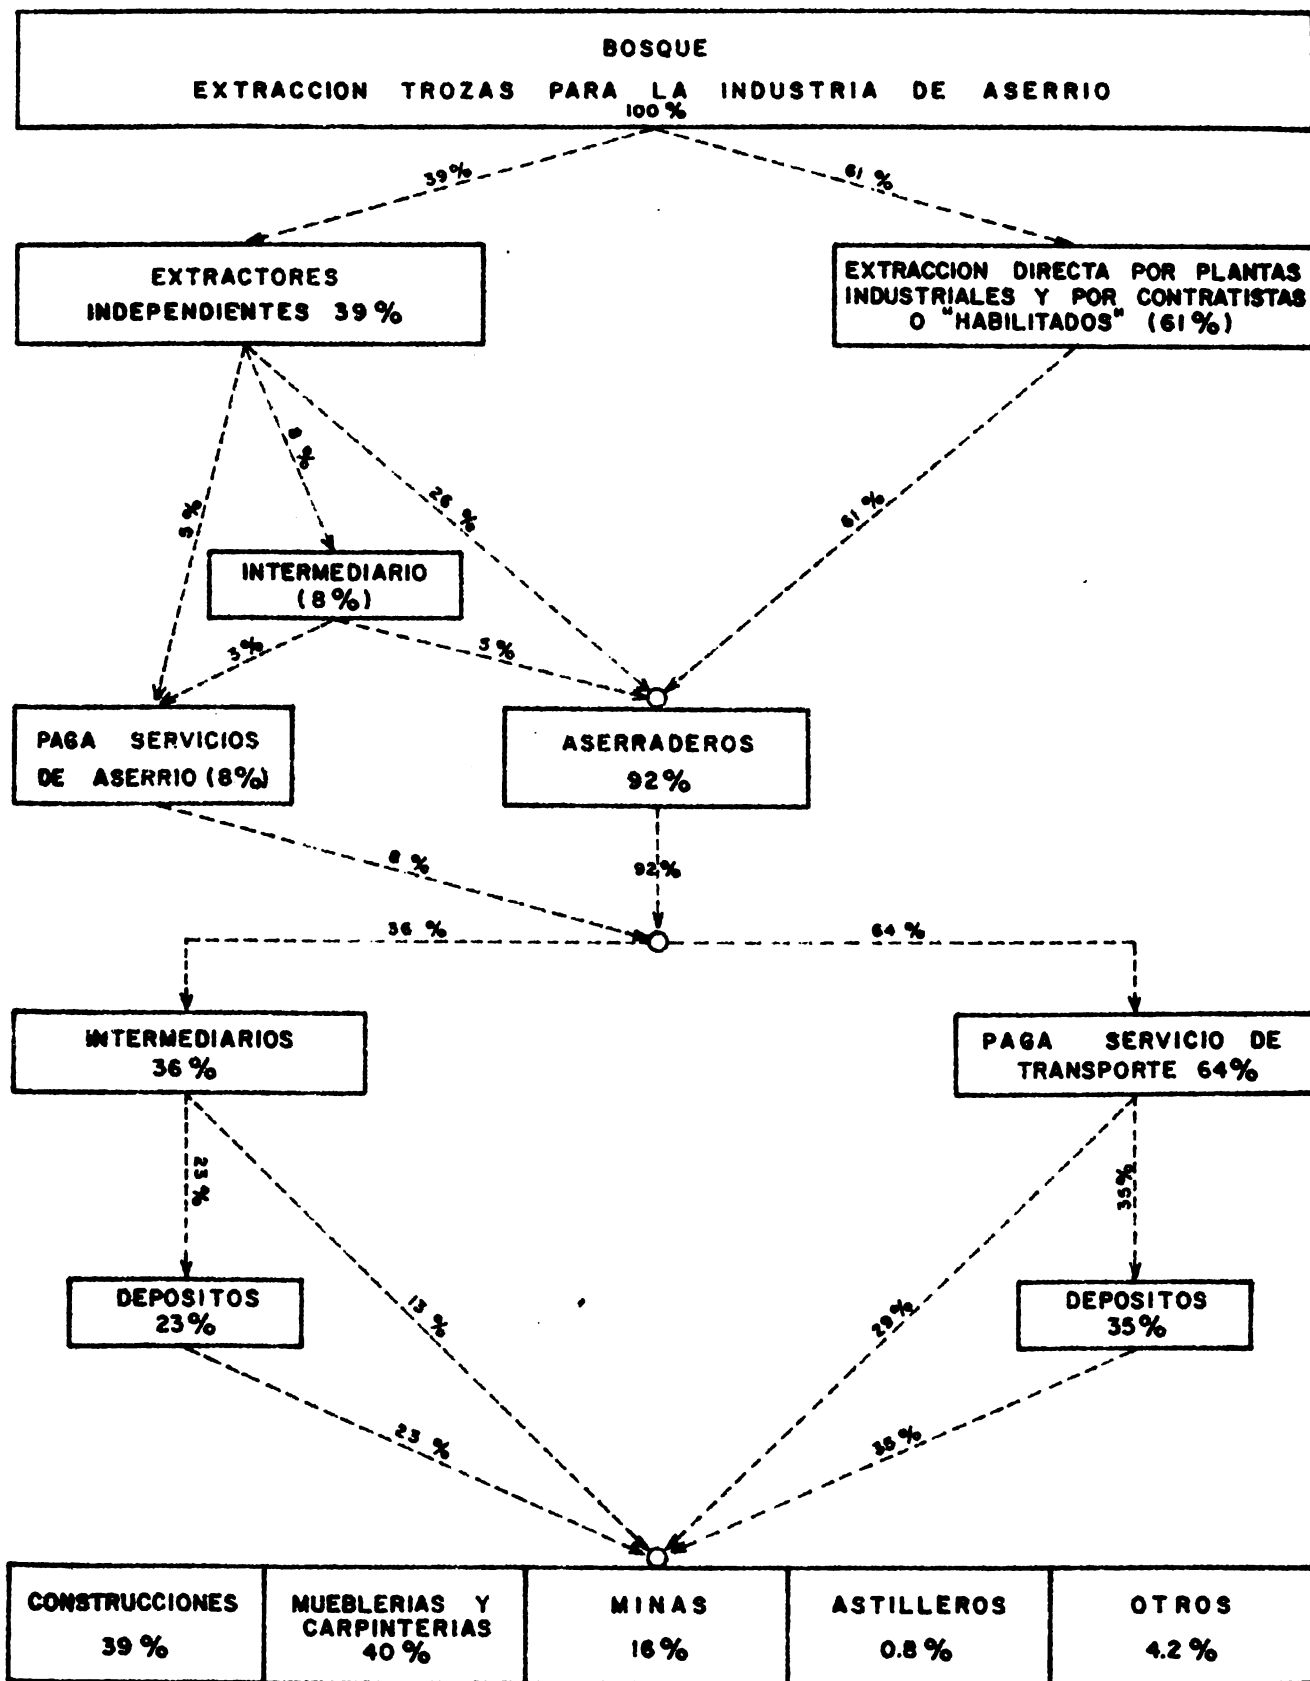 BOSQUE
EXTRACCION TROZAS PARA LA INDUSTRIA DE ASERRIO
100%
39%
61 %
EXTRACTORES
INDEPENDIENTES 39%
EXTRACCION DIRECTA POR PLANTAS
INDUSTRIALES Y POR CONTRATISTAS
O "HABILITADOS" (61%)
8 %
5 %
26 %
61 %
INTERMEDIARIO
(8%)
3%
5%
PAGA SERVICIOS
DE ASERRIO (8%)
ASERRADEROS
92%
8 %
92%
36 %
64 %
INTERMEDIARIOS
36%
PAGA SERVICIO DE
TRANSPORTE 64%
23 %
35%
DEPOSITOS
23%
DEPOSITOS
35%
13 %
29%
23 %
35%
CONSTRUCCIONES
39%
MUEBLERIAS Y
CARPINTERIAS
40%
MINAS
16%
ASTILLEROS
0.8%
OTROS
4.2%